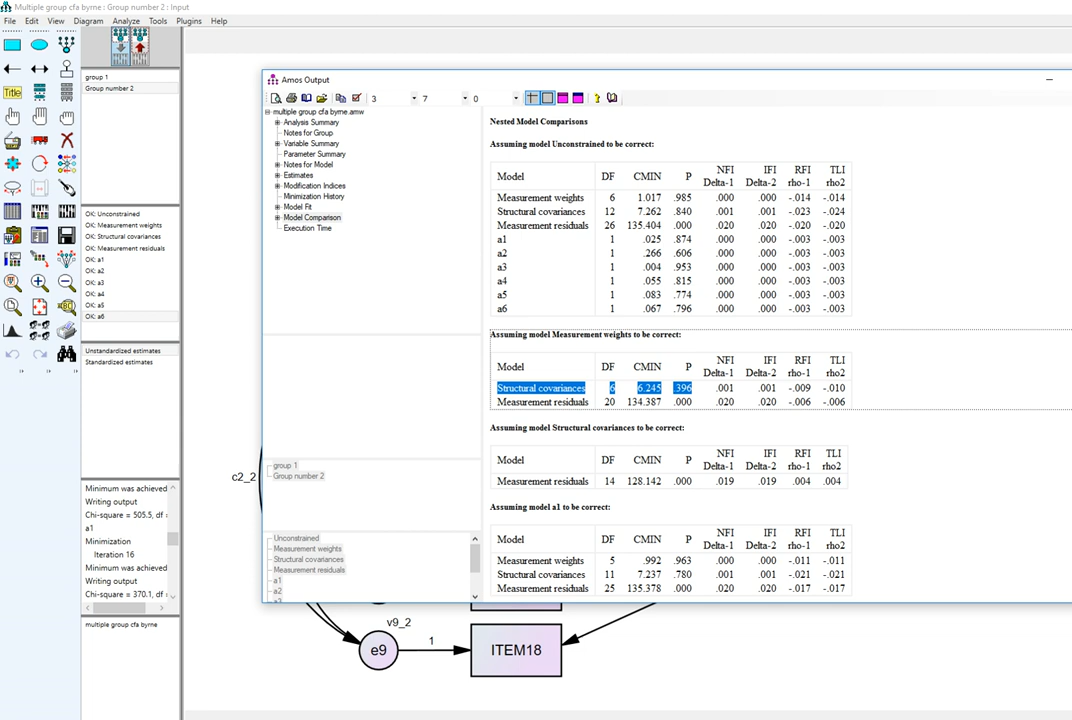 Multiple group cfa byrne : Group number 2 : Input
File Edit View Diagram Analyze Tools Plugins Help
Title
group 1
Group number 2
OK: Unconstrained
OK: Measurement weights
OK: Structural covariances
OK: Measurement residuals
OK: a1
OK: a2
OK: a3
OK: a4
OK: a5
OK: a6
Unstandardized estimates
Standardized estimates
Minimum was achieved
Writing output
Chi-square = 505.5, df =
a1
Minimization
Iteration 16
Minimum was achieved
Writing output
Chi-square = 370.1, df =
multiple group cfa byrne
Amos Output
3 7 0
multiple group cfa byrne.amw
Analysis Summary
Notes for Group
Variable Summary
Parameter Summary
Notes for Model
Estimates
Modification Indices
Minimization History
Model Fit
Model Comparison
Execution Time
group 1
Group number 2
Unconstrained
Measurement weights
Structural covariances
Measurement residuals
a1
a2
a3
Nested Model Comparisons
Assuming model Unconstrained to be correct:
Model DF CMIN P NFI Delta-1 IFI Delta-2 RFI rho-1 TLI rho2
Measurement weights 6 1.017 .985 .000 .000 -.014 -.014
Structural covariances 12 7.262 .840 .001 .001 -.023 -.024
Measurement residuals 26 135.404 .000 .020 .020 -.020 -.020
a1 1 .025 .874 .000 .000 -.003 -.003
a2 1 .266 .606 .000 .000 -.003 -.003
a3 1 .004 .953 .000 .000 -.003 -.003
a4 1 .055 .815 .000 .000 -.003 -.003
a5 1 .083 .774 .000 .000 -.003 -.003
a6 1 .067 .796 .000 .000 -.003 -.003
Assuming model Measurement weights to be correct:
Model DF CMIN P NFI Delta-1 IFI Delta-2 RFI rho-1 TLI rho2
Structural covariances 6 6.245 .396 .001 .001 -.009 -.010
Measurement residuals 20 134.387 .000 .020 .020 -.006 -.006
Assuming model Structural covariances to be correct:
Model DF CMIN P NFI Delta-1 IFI Delta-2 RFI rho-1 TLI rho2
Measurement residuals 14 128.142 .000 .019 .019 .004 .004
Assuming model a1 to be correct:
Model DF CMIN P NFI Delta-1 IFI Delta-2 RFI rho-1 TLI rho2
Measurement weights 5 .992 .963 .000 .000 -.011 -.011
Structural covariances 11 7.237 .780 .001 .001 -.021 -.021
Measurement residuals 25 135.378 .000 .020 .020 -.017 -.017
c2_2
v9_2
e9 1 ITEM18